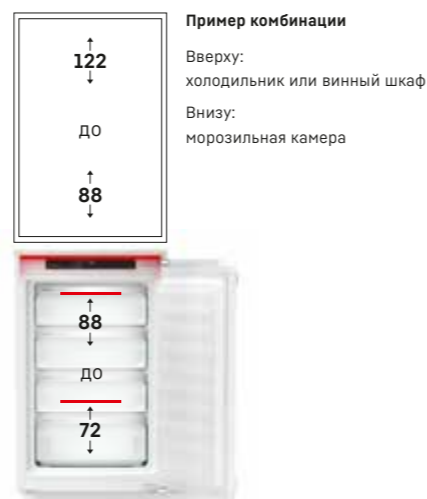 122
до
88
Пример комбинации
Вверху:
холодильник или винный шкаф
Внизу:
морозильная камера
88
до
72